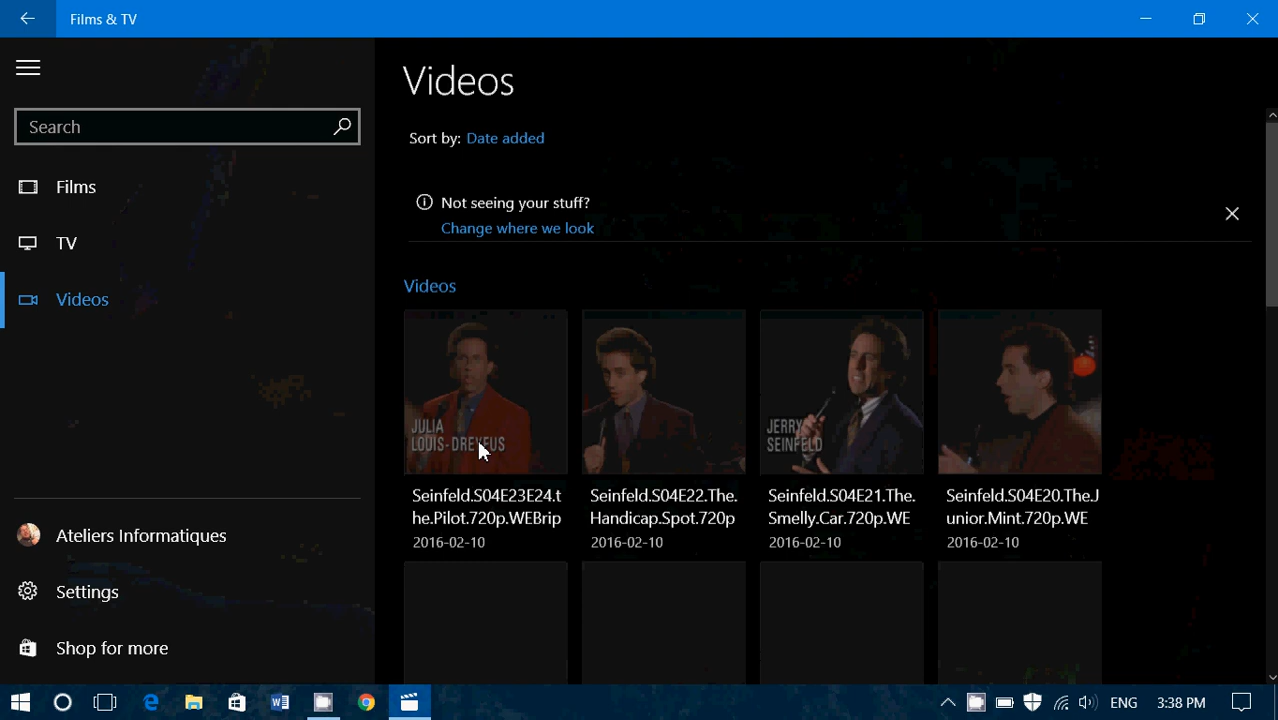 Films & TV
Search
Films
TV
Videos
Ateliers Informatiques
Settings
Shop for more
Videos
Sort by: Date added
Not seeing your stuff?
Change where we look
Videos
JULIA
LOUIS-DREYFUS
JERRY
SEINFELD
Seinfeld.S04E23E24.t
he.Pilot.720p.WEBrip
2016-02-10
Seinfeld.S04E22.The.
Handicap.Spot.720p
2016-02-10
Seinfeld.S04E21.The.
Smelly.Car.720p.WE
2016-02-10
Seinfeld.S04E20.The.J
unior.Mint.720p.WE
2016-02-10
ENG
3:38 PM